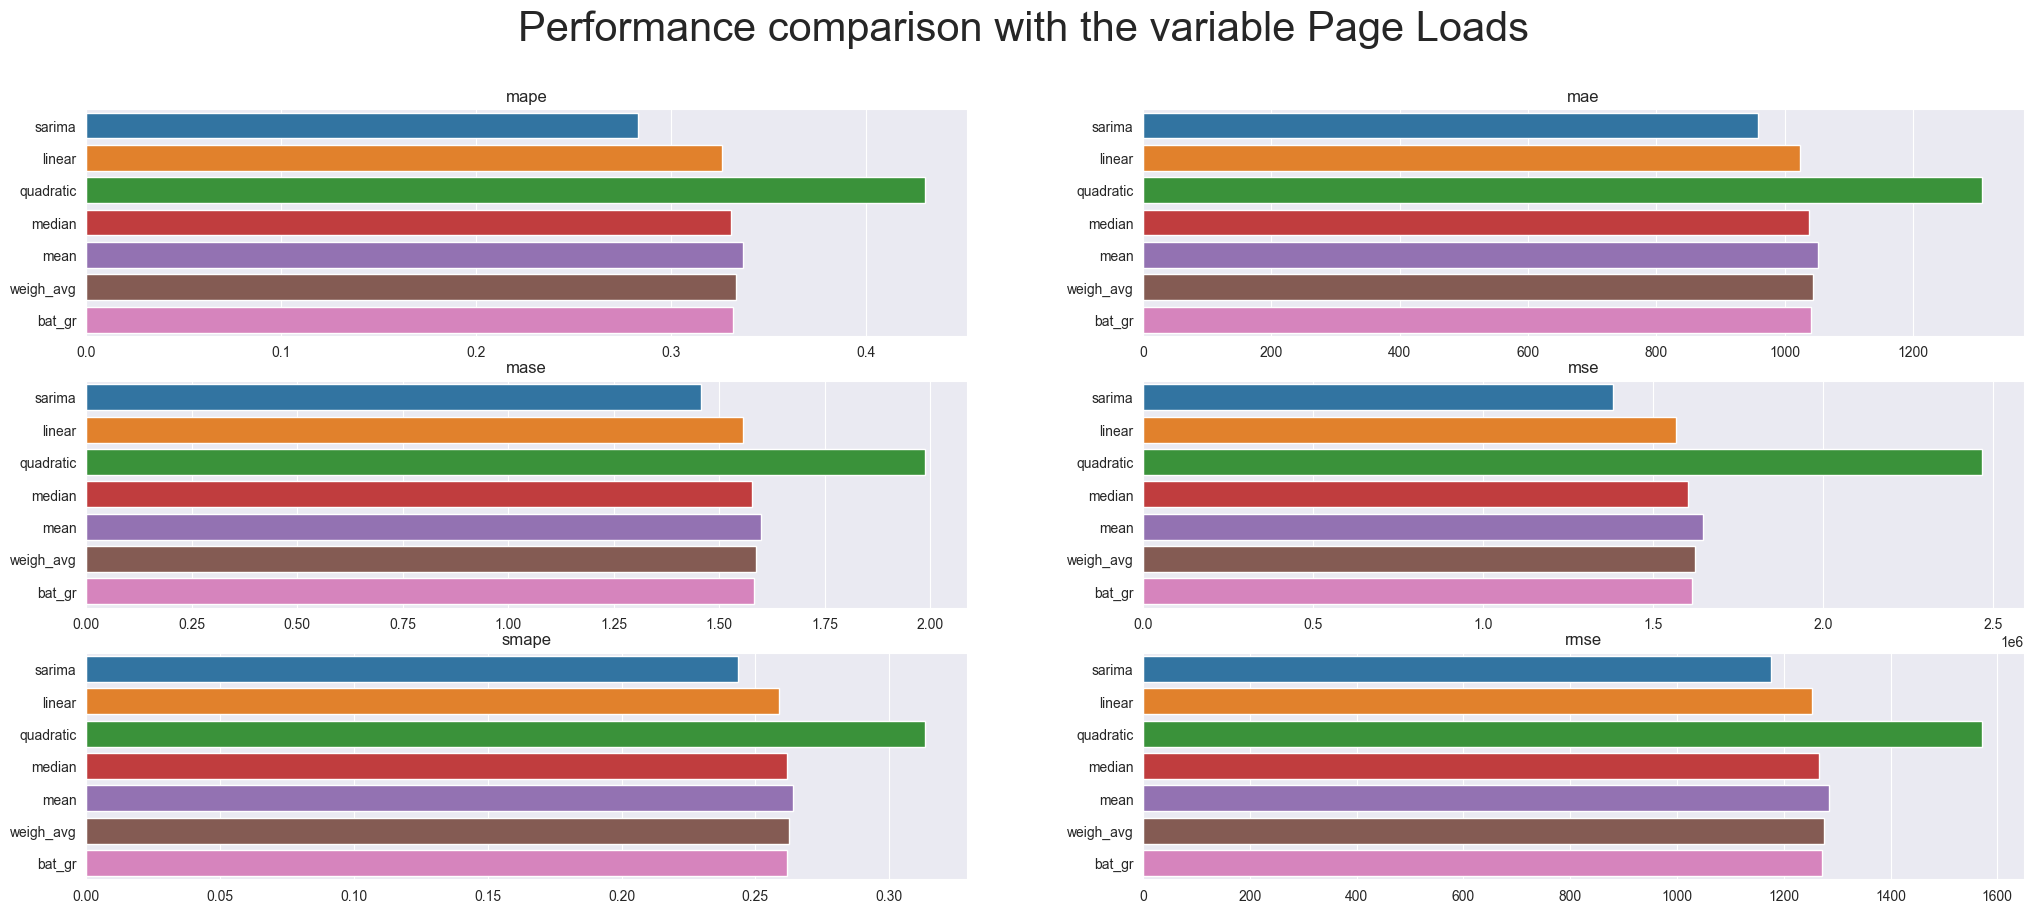 Performance comparison with the variable Page Loads
mape
sarima
linear
quadratic
median
mean
weigh_avg
bat_gr
0.0 0.1 0.2 0.3 0.4
mae
sarima
linear
quadratic
median
mean
weigh_avg
bat_gr
0 200 400 600 800 1000 1200
mase
sarima
linear
quadratic
median
mean
weigh_avg
bat_gr
0.00 0.25 0.50 0.75 1.00 1.25 1.50 1.75 2.00
mse
sarima
linear
quadratic
median
mean
weigh_avg
bat_gr
0.0 0.5 1.0 1.5 2.0 2.5
1e6
smape
sarima
linear
quadratic
median
mean
weigh_avg
bat_gr
0.00 0.05 0.10 0.15 0.20 0.25 0.30
rmse
sarima
linear
quadratic
median
mean
weigh_avg
bat_gr
0 200 400 600 800 1000 1200 1400 1600